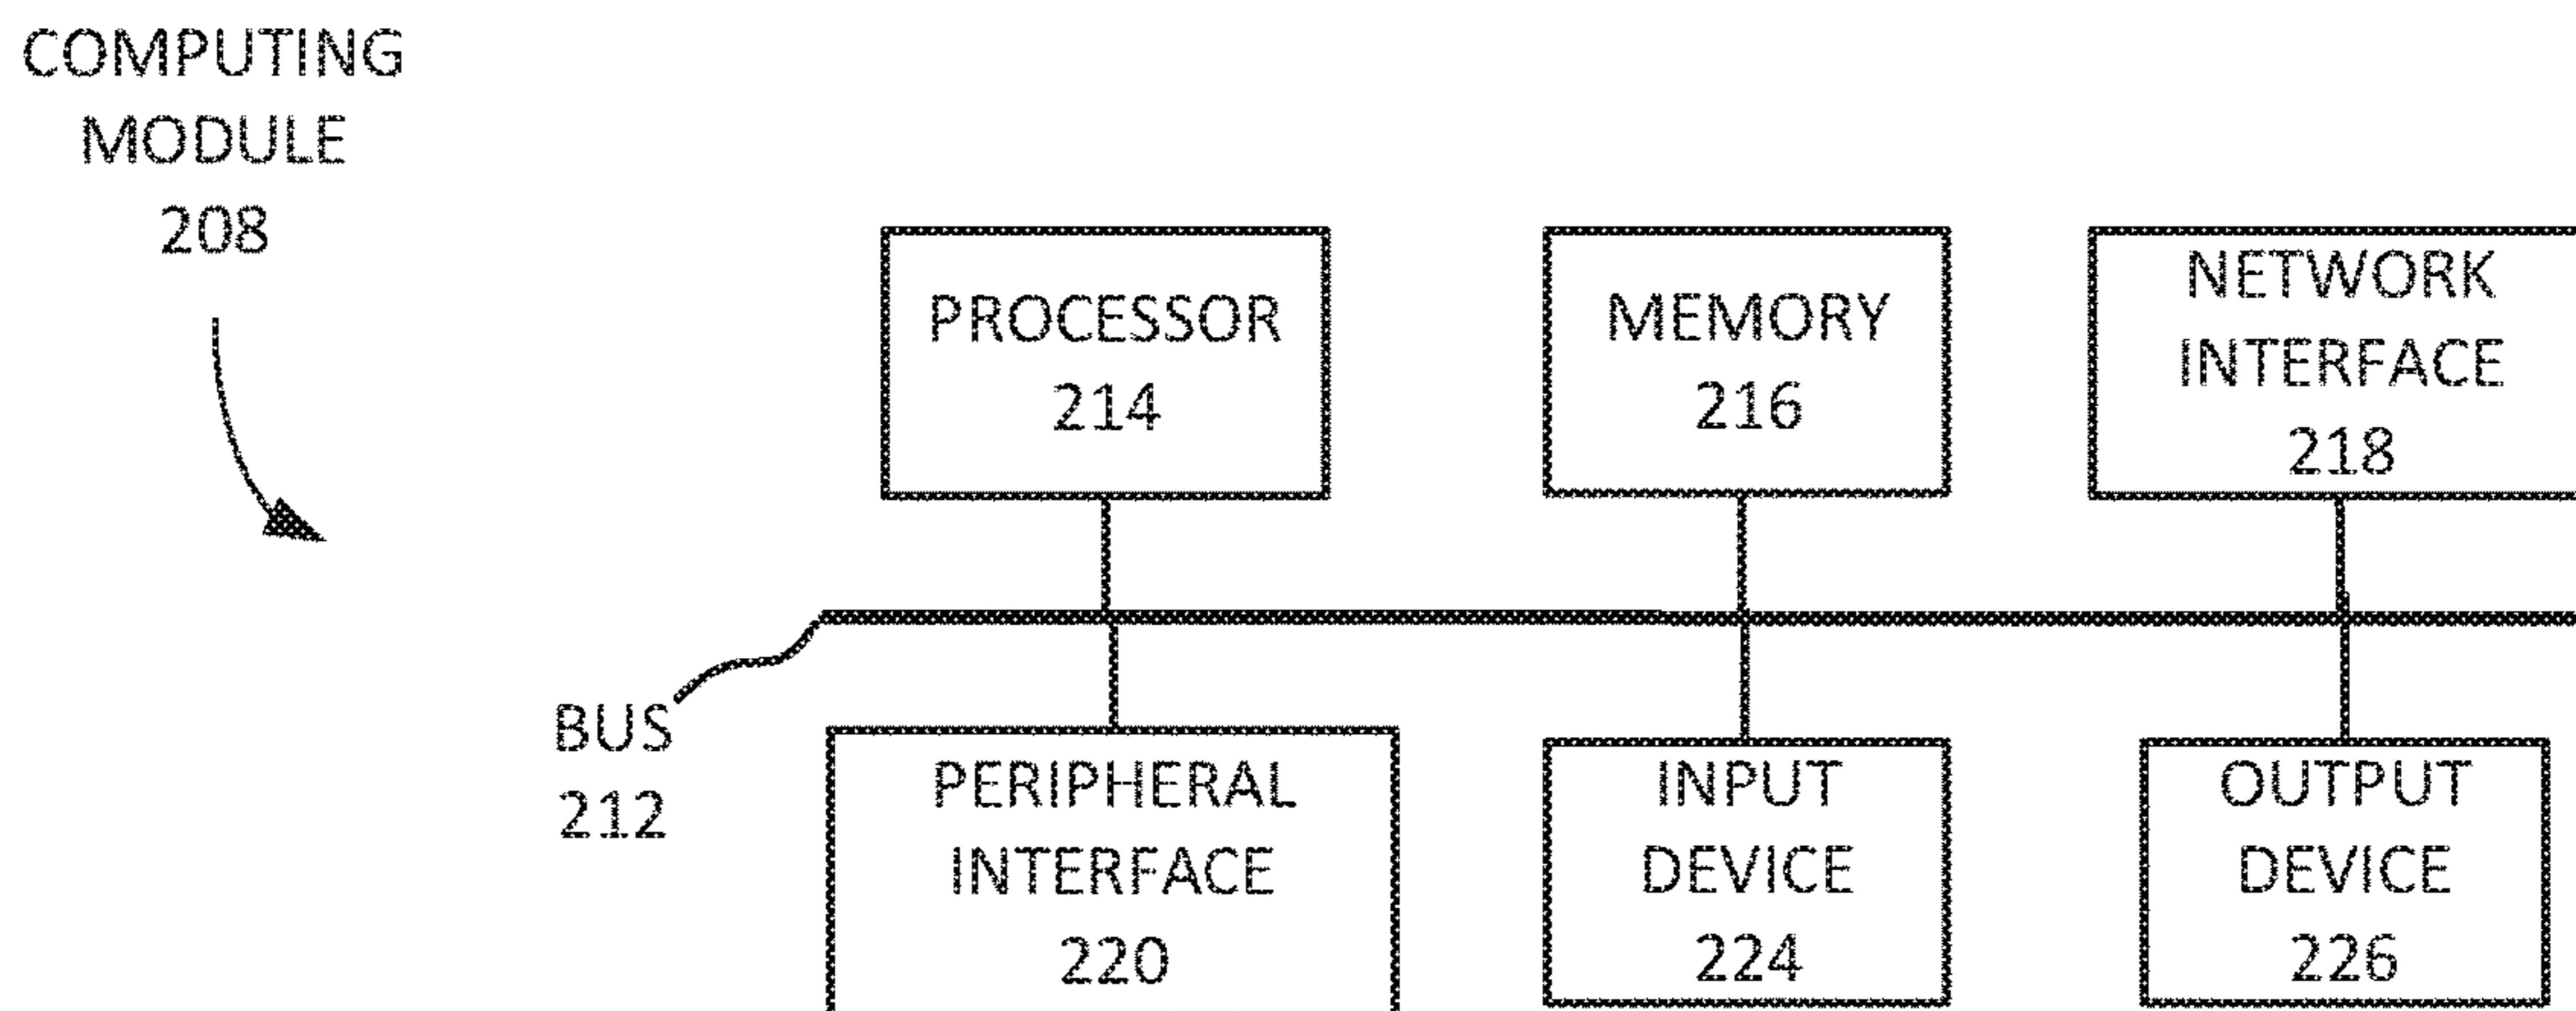 COMPUTING
MODULE
208
PROCESSOR
214
MEMORY
216
NETWORK
INTERFACE
218
BUS
212
PERIPHERAL
INTERFACE
220
INPUT
DEVICE
224
OUTPUT
DEVICE
226